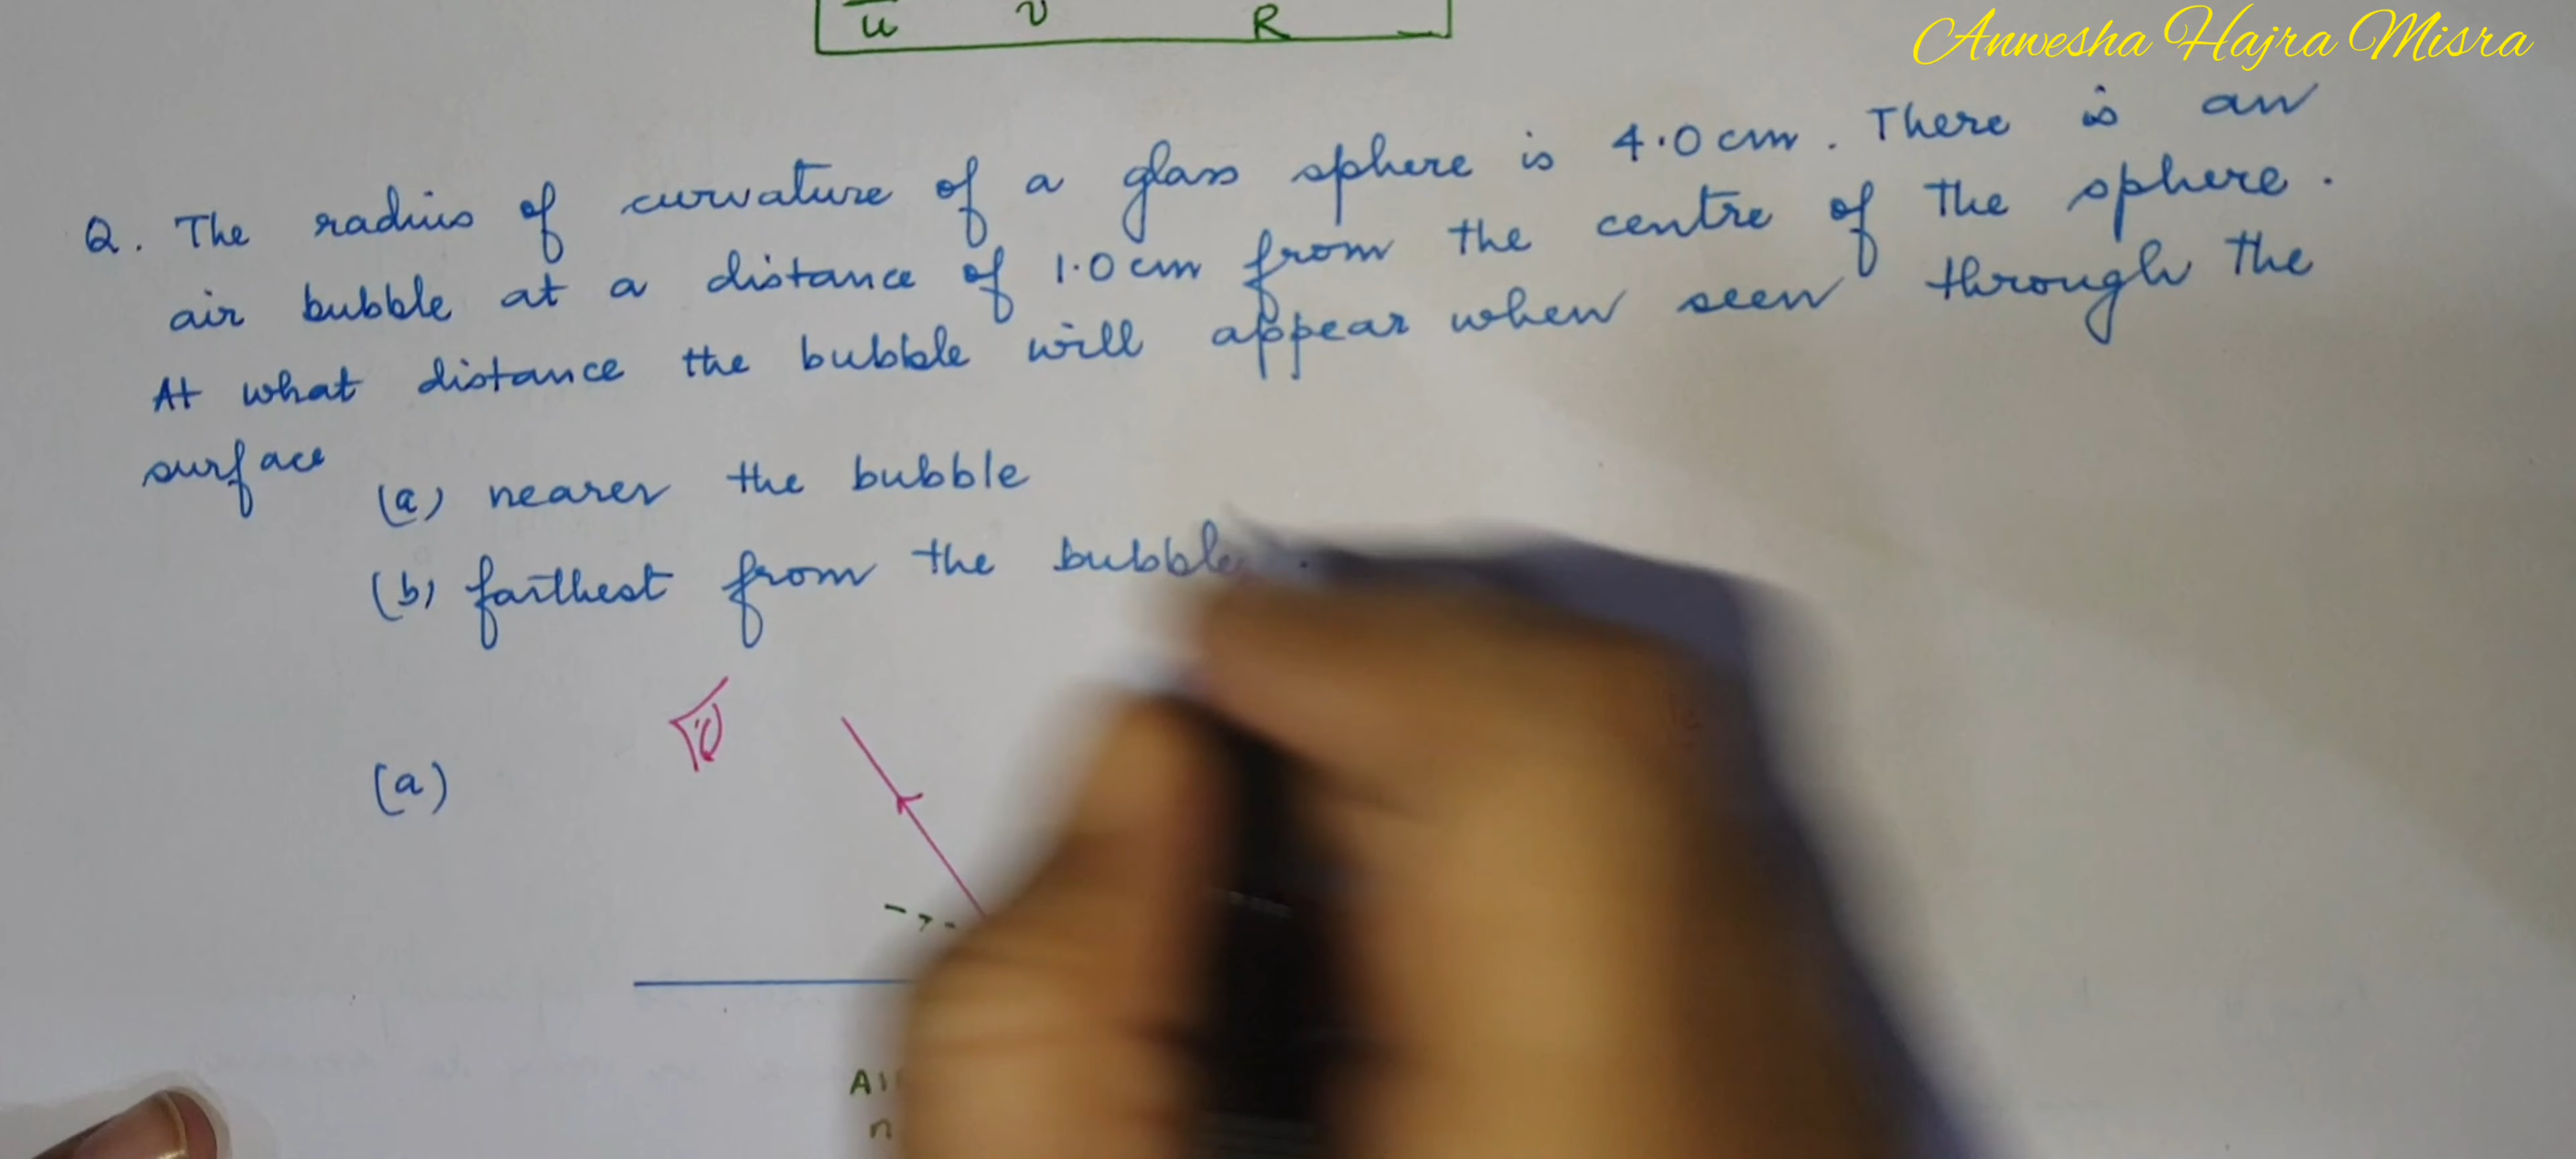 u v R
Anwesha Hajra Misra
Q. The radius of curvature of a glass sphere is 4.0 cm. There is an
air bubble at a distance of 1.0 cm from the centre of the sphere.
At what distance the bubble will appear when seen through the
surface
(a) nearer the bubble
(b) farthest from the bubble.
(a)
n